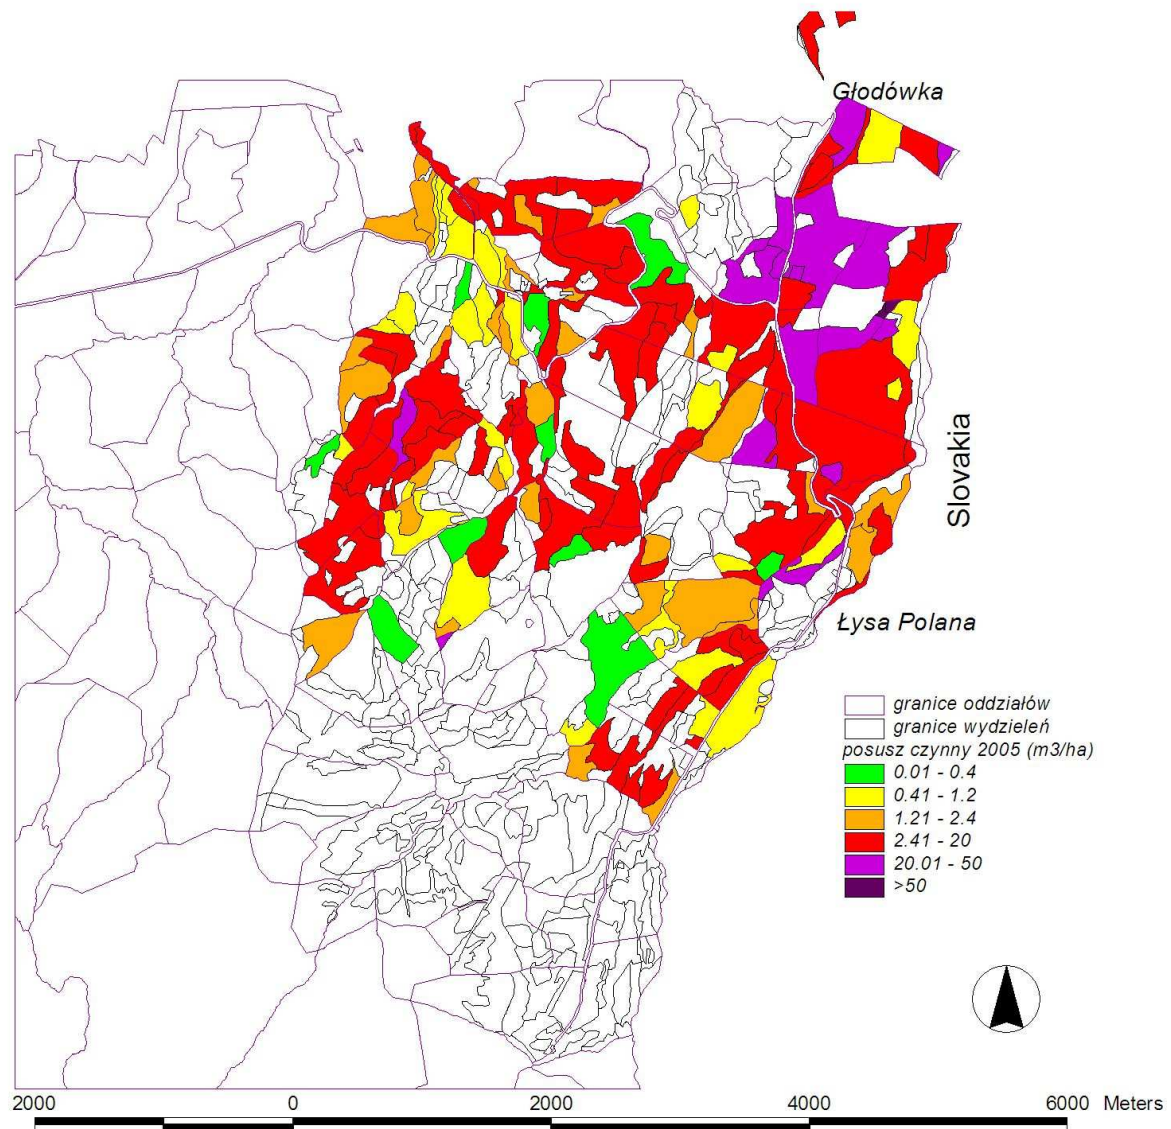 Głodówka
Slovakia
Łysa Polana
granice oddziałów
granice wydzieleń
posusz czynny 2005 (m3/ha)
0.01 - 0.4
0.41 - 1.2
1.21 - 2.4
2.41 - 20
20.01 - 50
>50
2000 0 2000 4000 6000 Meters